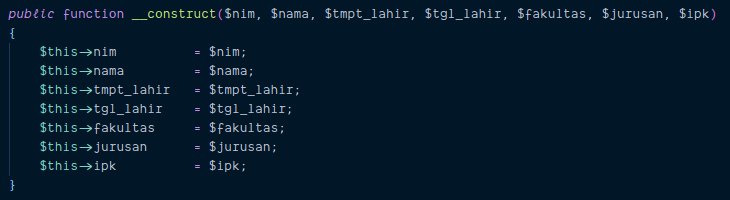 public function __construct($nim, $nama, $tmpt_lahir, $tgl_lahir, $fakultas, $jurusan, $ipk)
{
    $this->nim          = $nim;
    $this->nama         = $nama;
    $this->tmpt_lahir   = $tmpt_lahir;
    $this->tgl_lahir    = $tgl_lahir;
    $this->fakultas     = $fakultas;
    $this->jurusan      = $jurusan;
    $this->ipk          = $ipk;
}